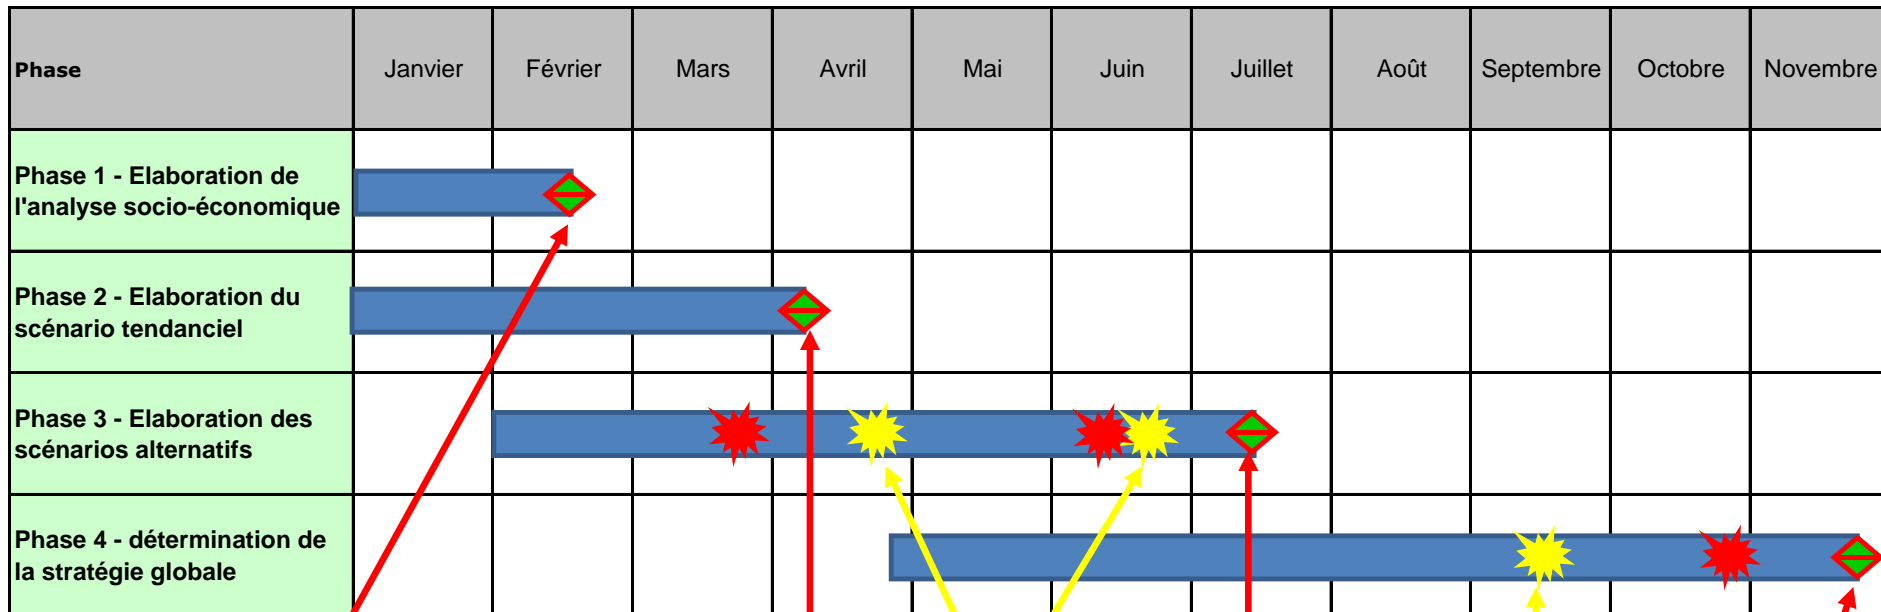 Phase Janvier Février Mars Avril Mai Juin Juillet Août Septembre Octobre Novembre
Phase 1 - Elaboration de
l'analyse socio-économique
Phase 2 - Elaboration du
scénario tendanciel
Phase 3 - Elaboration des
scénarios alternatifs
Phase 4 - détermination de
la stratégie globale